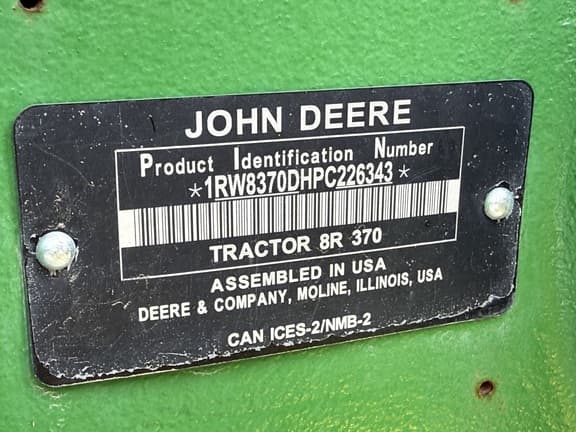 JOHN DEERE
Product Identification Number
*1RW8370DHPC226343*
TRACTOR 8R 370
ASSEMBLED IN USA
DEERE & COMPANY, MOLINE, ILLINOIS, USA
CAN ICES-2/NMB-2